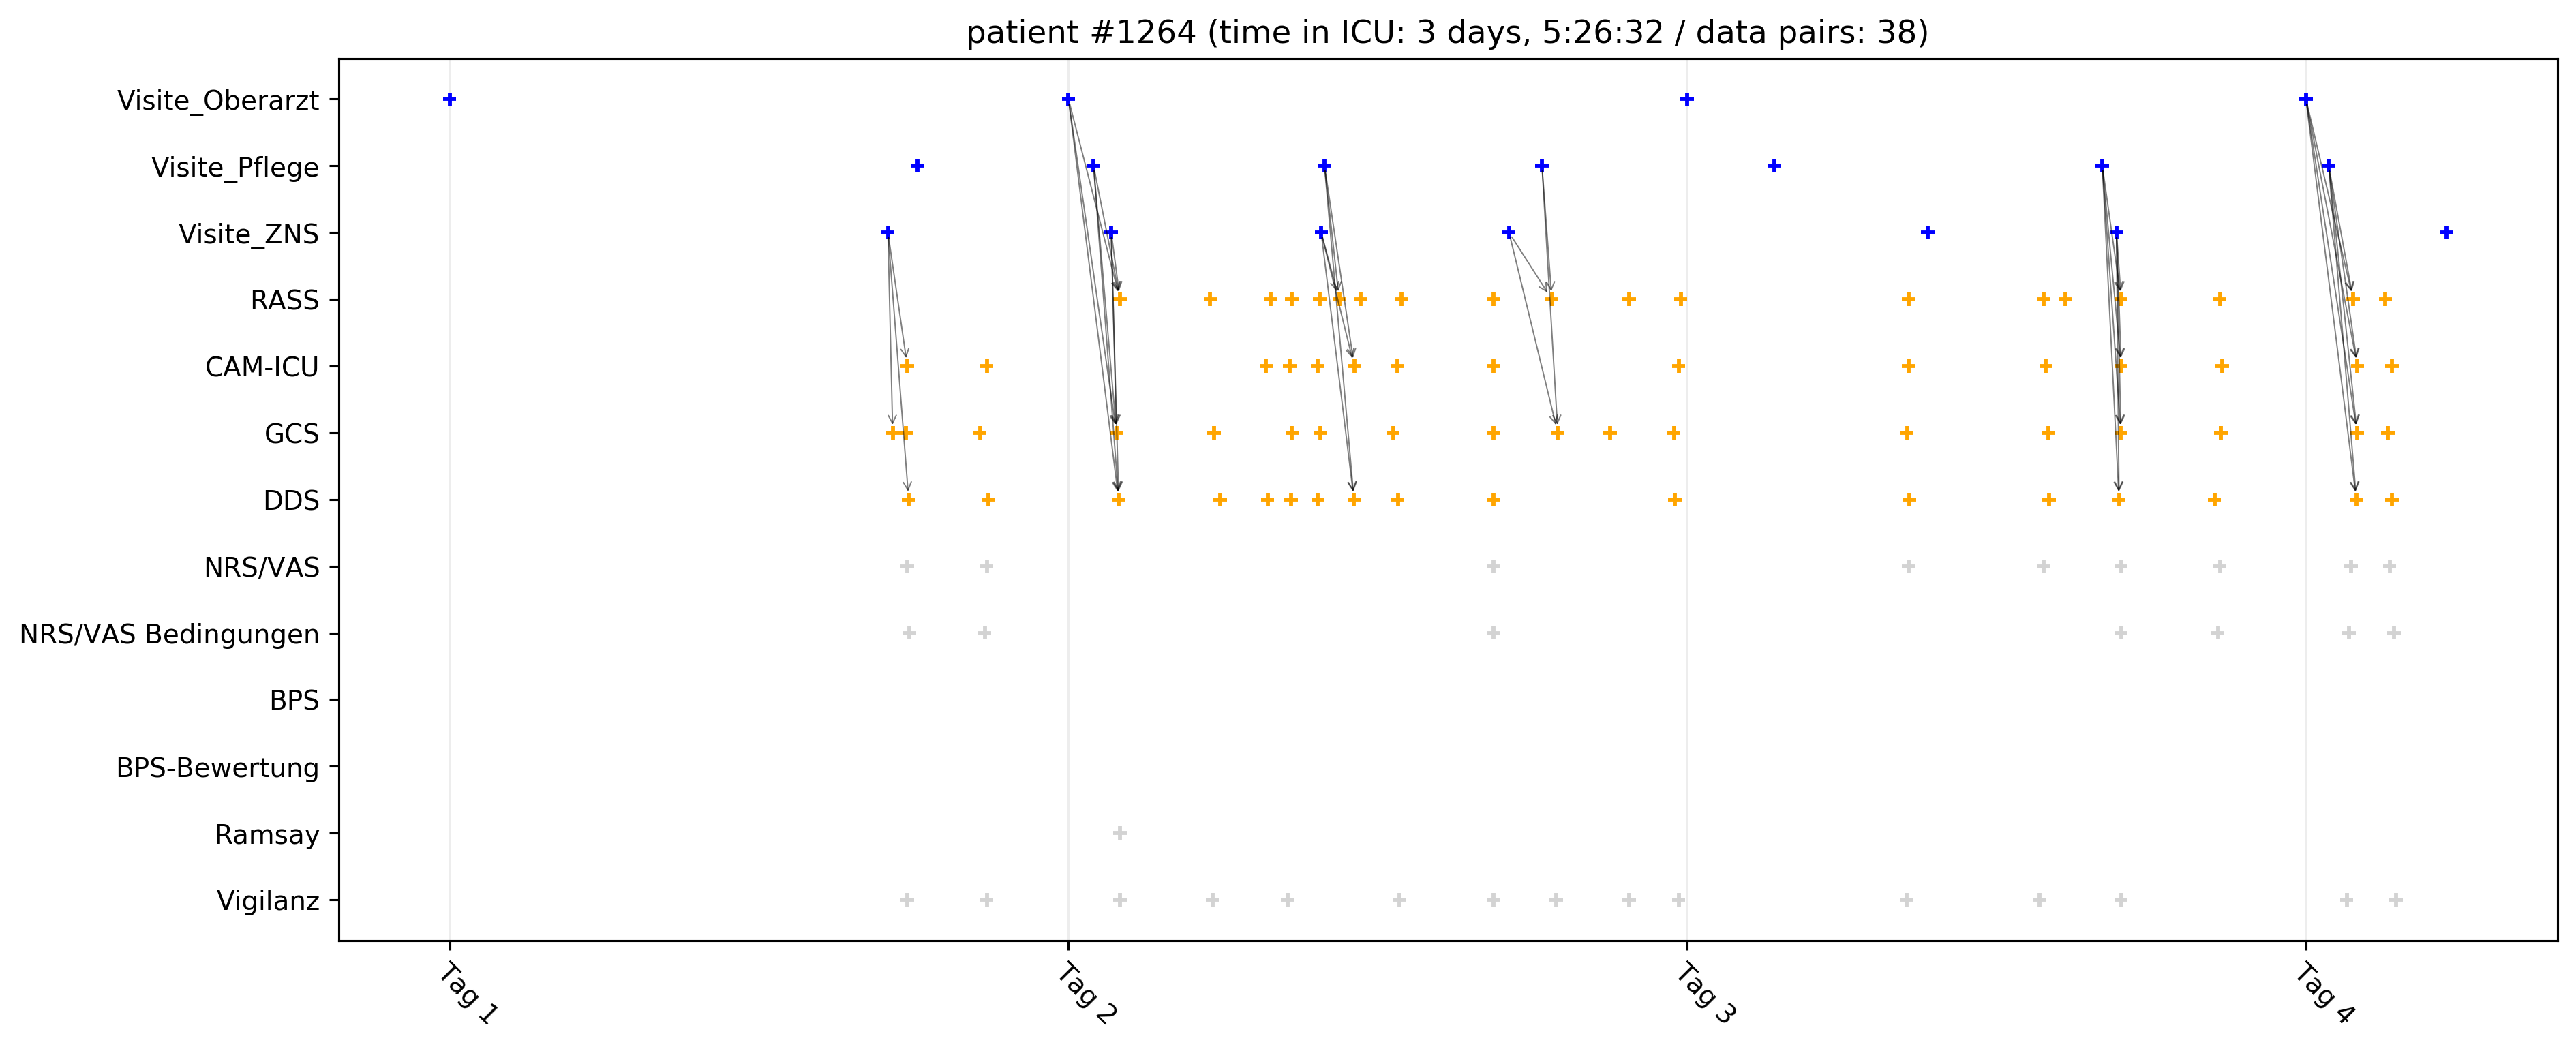 patient #1264 (time in ICU: 3 days, 5:26:32 / data pairs: 38)
Visite_Oberarzt
Visite_Pflege
Visite_ZNS
RASS
CAM-ICU
GCS
DDS
NRS/VAS
NRS/VAS Bedingungen
BPS
BPS-Bewertung
Ramsay
Vigilanz
Tag 1
Tag 2
Tag 3
Tag 4